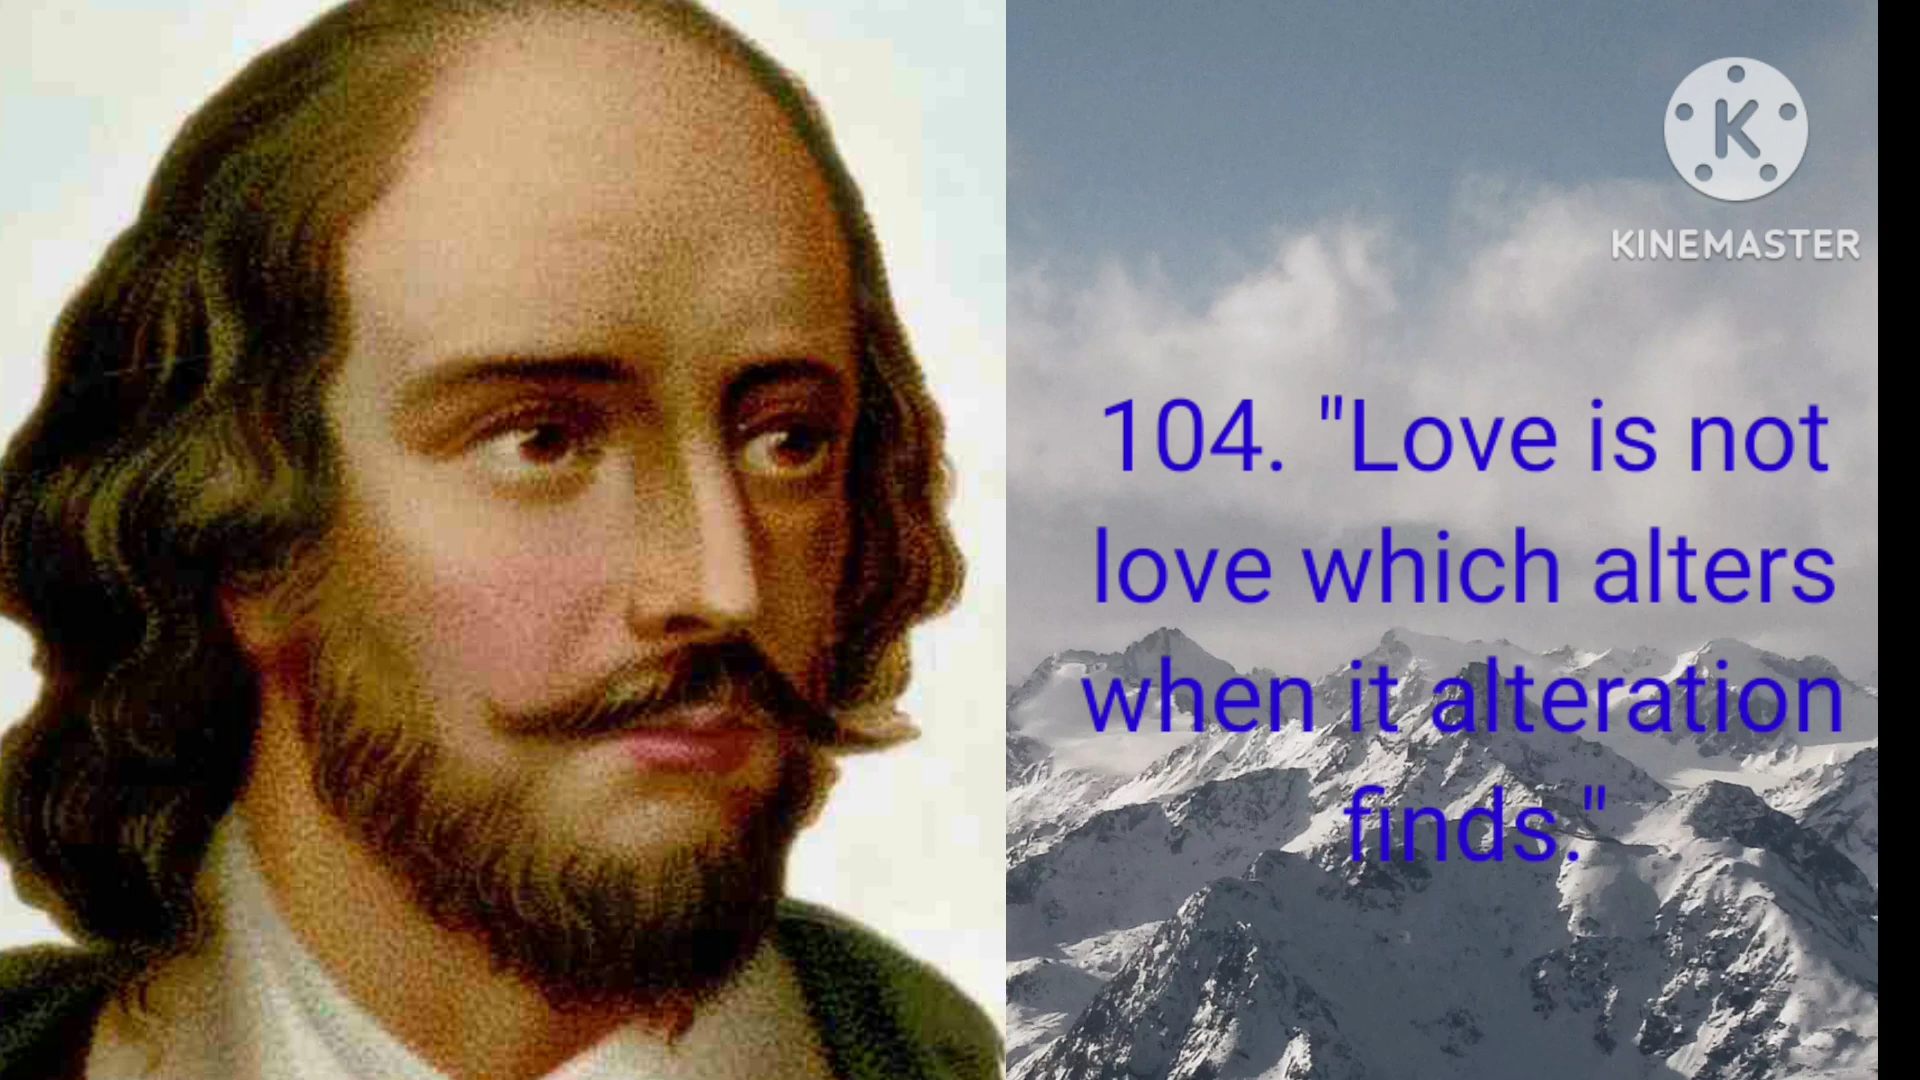 KINEMASTER
104. "Love is not
love which alters
when it alteration
finds."